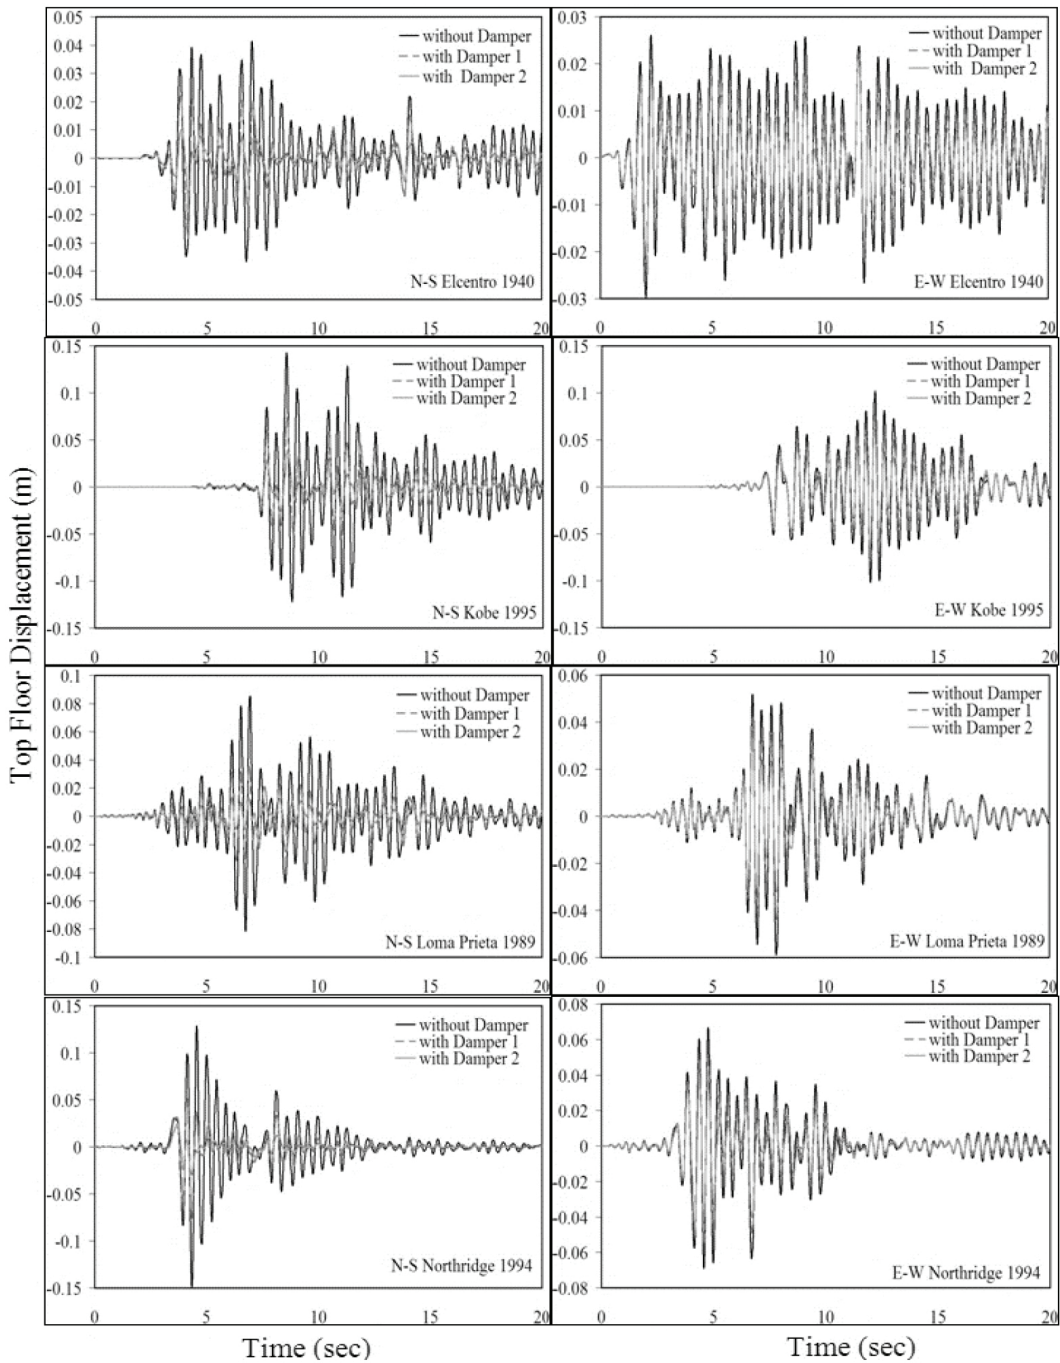 Top Floor Displacement (m)
0.05
0.04
0.03
0.02
0.01
0
-0.01
-0.02
-0.03
-0.04
-0.05
without Damper
with Damper 1
with Damper 2
N-S Elcentro 1940
0 5 10 15 20
0.03
0.02
0.01
0
-0.01
-0.02
-0.03
without Damper
with Damper 1
with Damper 2
E-W Elcentro 1940
0 5 10 15 20
0.15
0.1
0.05
0
-0.05
-0.1
-0.15
without Damper
with Damper 1
with Damper 2
N-S Kobe 1995
0 5 10 15 20
0.15
0.1
0.05
0
-0.05
-0.1
-0.15
without Damper
with Damper 1
with Damper 2
E-W Kobe 1995
0 5 10 15 20
0.1
0.08
0.06
0.04
0.02
0
-0.02
-0.04
-0.06
-0.08
-0.1
without Damper
with Damper 1
with Damper 2
N-S Loma Prieta 1989
0 5 10 15 20
0.06
0.04
0.02
0
-0.02
-0.04
-0.06
without Damper
with Damper 1
with Damper 2
E-W Loma Prieta 1989
0 5 10 15 20
0.15
0.1
0.05
0
-0.05
-0.1
-0.15
without Damper
with Damper 1
with Damper 2
N-S Northridge 1994
0 5 10 15 20
0.08
0.06
0.04
0.02
0
-0.02
-0.04
-0.06
-0.08
without Damper
with Damper 1
with Damper 2
E-W Northridge 1994
0 5 10 15 20
Time (sec)
Time (sec)